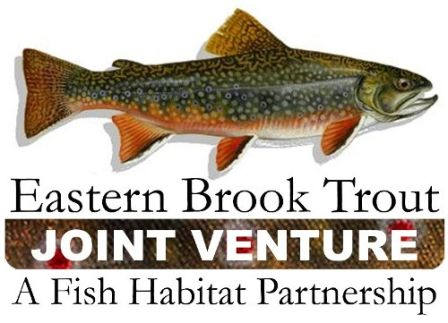 Eastern Brook Trout
JOINT VENTURE
A Fish Habitat Partnership